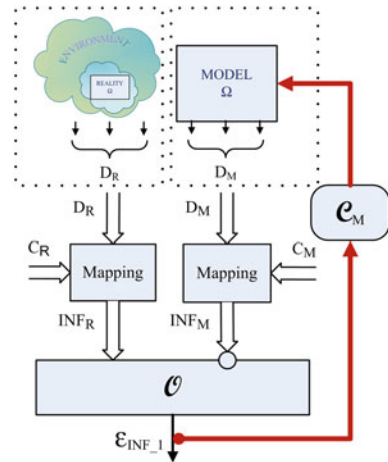 ENVIRONMENT
REALITY
Ω
MODEL
Ω
D_R
D_M
D_R
D_M
𝓒_M
C_R
Mapping
Mapping
C_M
INF_R
INF_M
𝓞
ε_INF_1